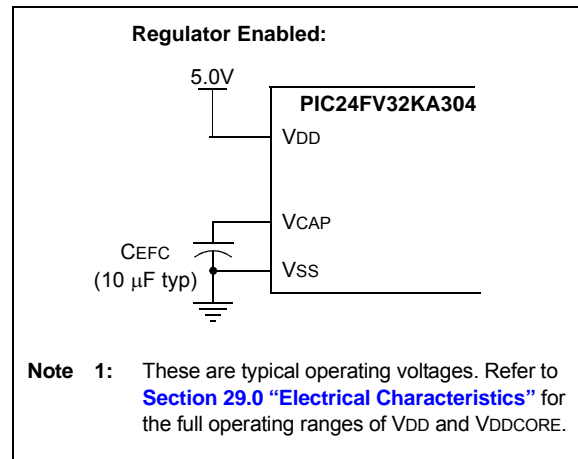 Regulator Enabled:
5.0V
PIC24FV32KA304
VDD
VCAP
CEFC
(10 μF typ)
VSS
Note 1: These are typical operating voltages. Refer to
Section 29.0 “Electrical Characteristics” for
the full operating ranges of VDD and VDDCORE.